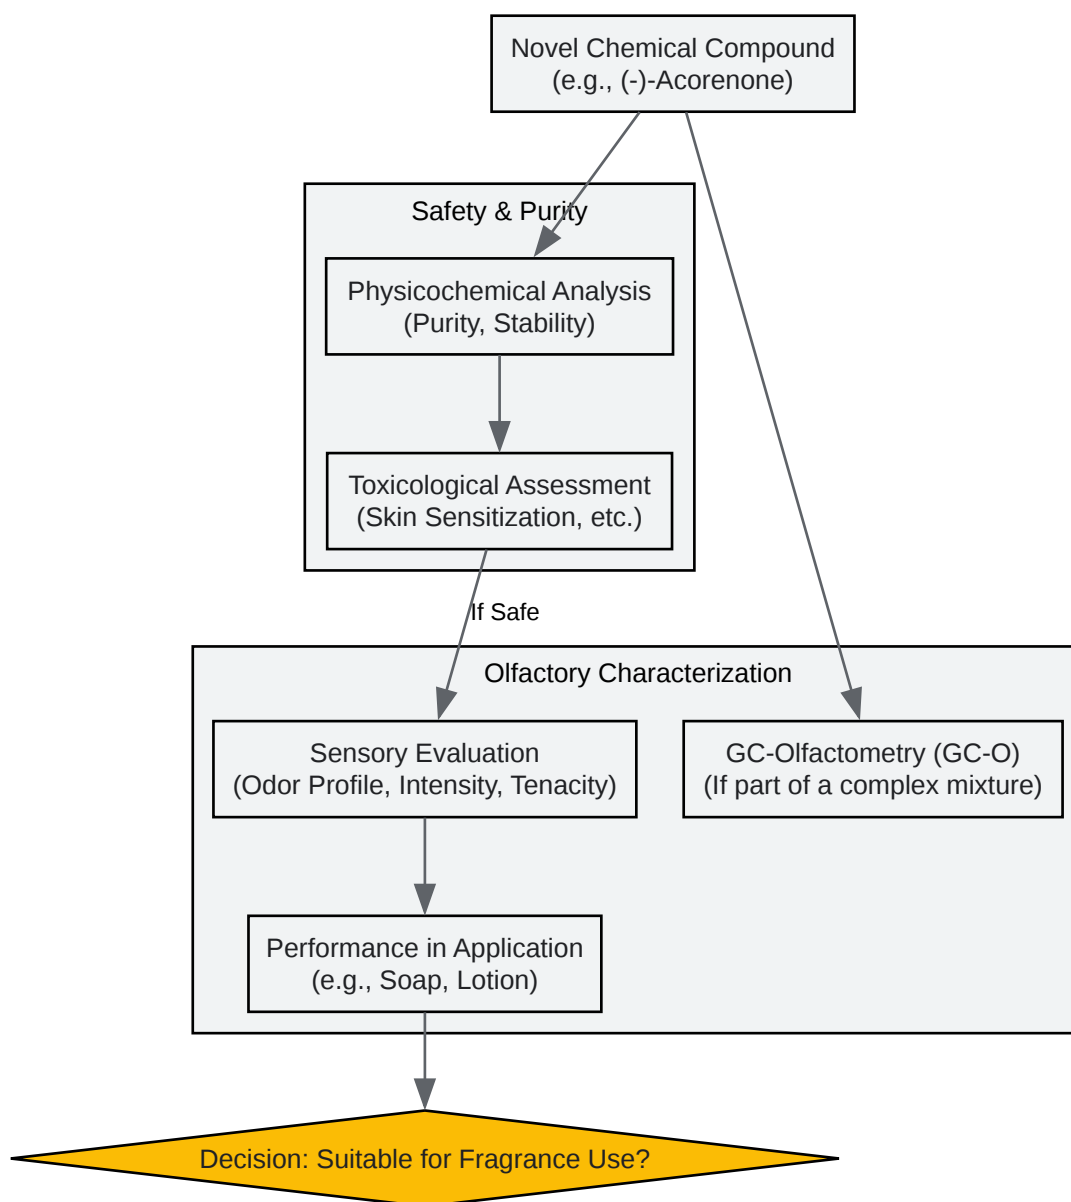 Novel Chemical Compound
(e.g., (-)-Acorenone)
Safety & Purity
Physicochemical Analysis
(Purity, Stability)
Toxicological Assessment
(Skin Sensitization, etc.)
If Safe
Olfactory Characterization
Sensory Evaluation
(Odor Profile, Intensity, Tenacity)
GC-Olfactometry (GC-O)
(If part of a complex mixture)
Performance in Application
(e.g., Soap, Lotion)
Decision: Suitable for Fragrance Use?